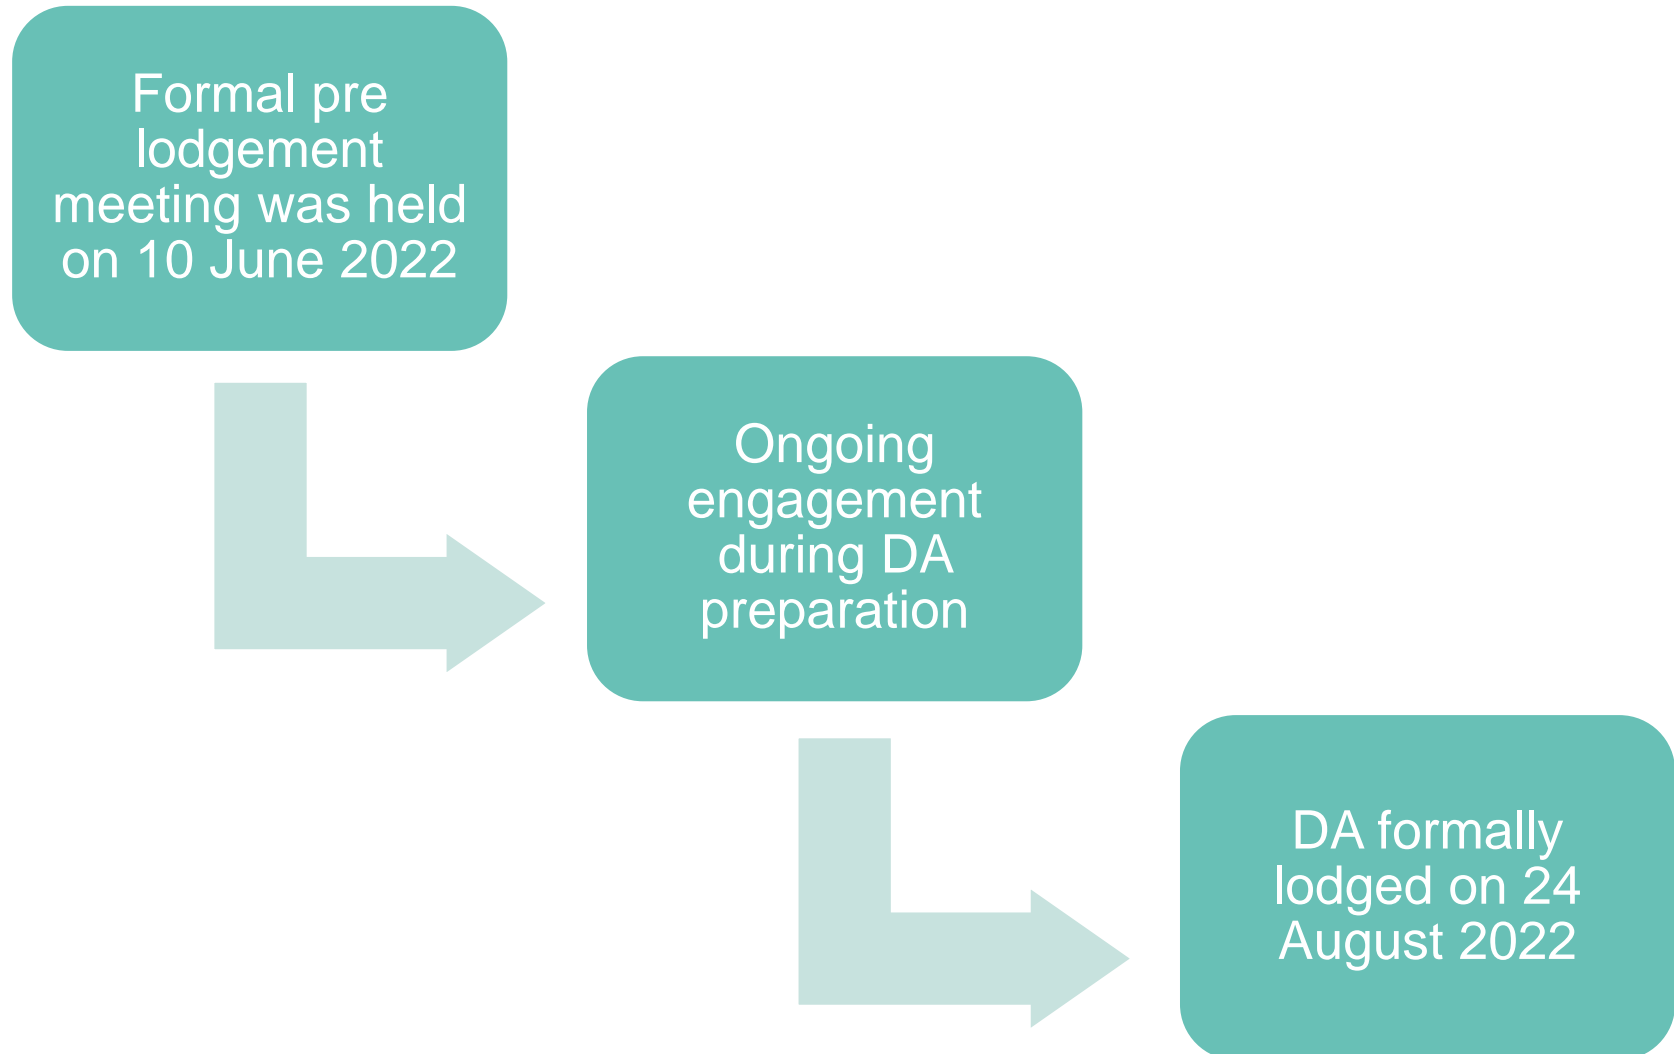 Formal pre
lodgement
meeting was held
on 10 June 2022
Ongoing
engagement
during DA
preparation
DA formally
lodged on 24
August 2022